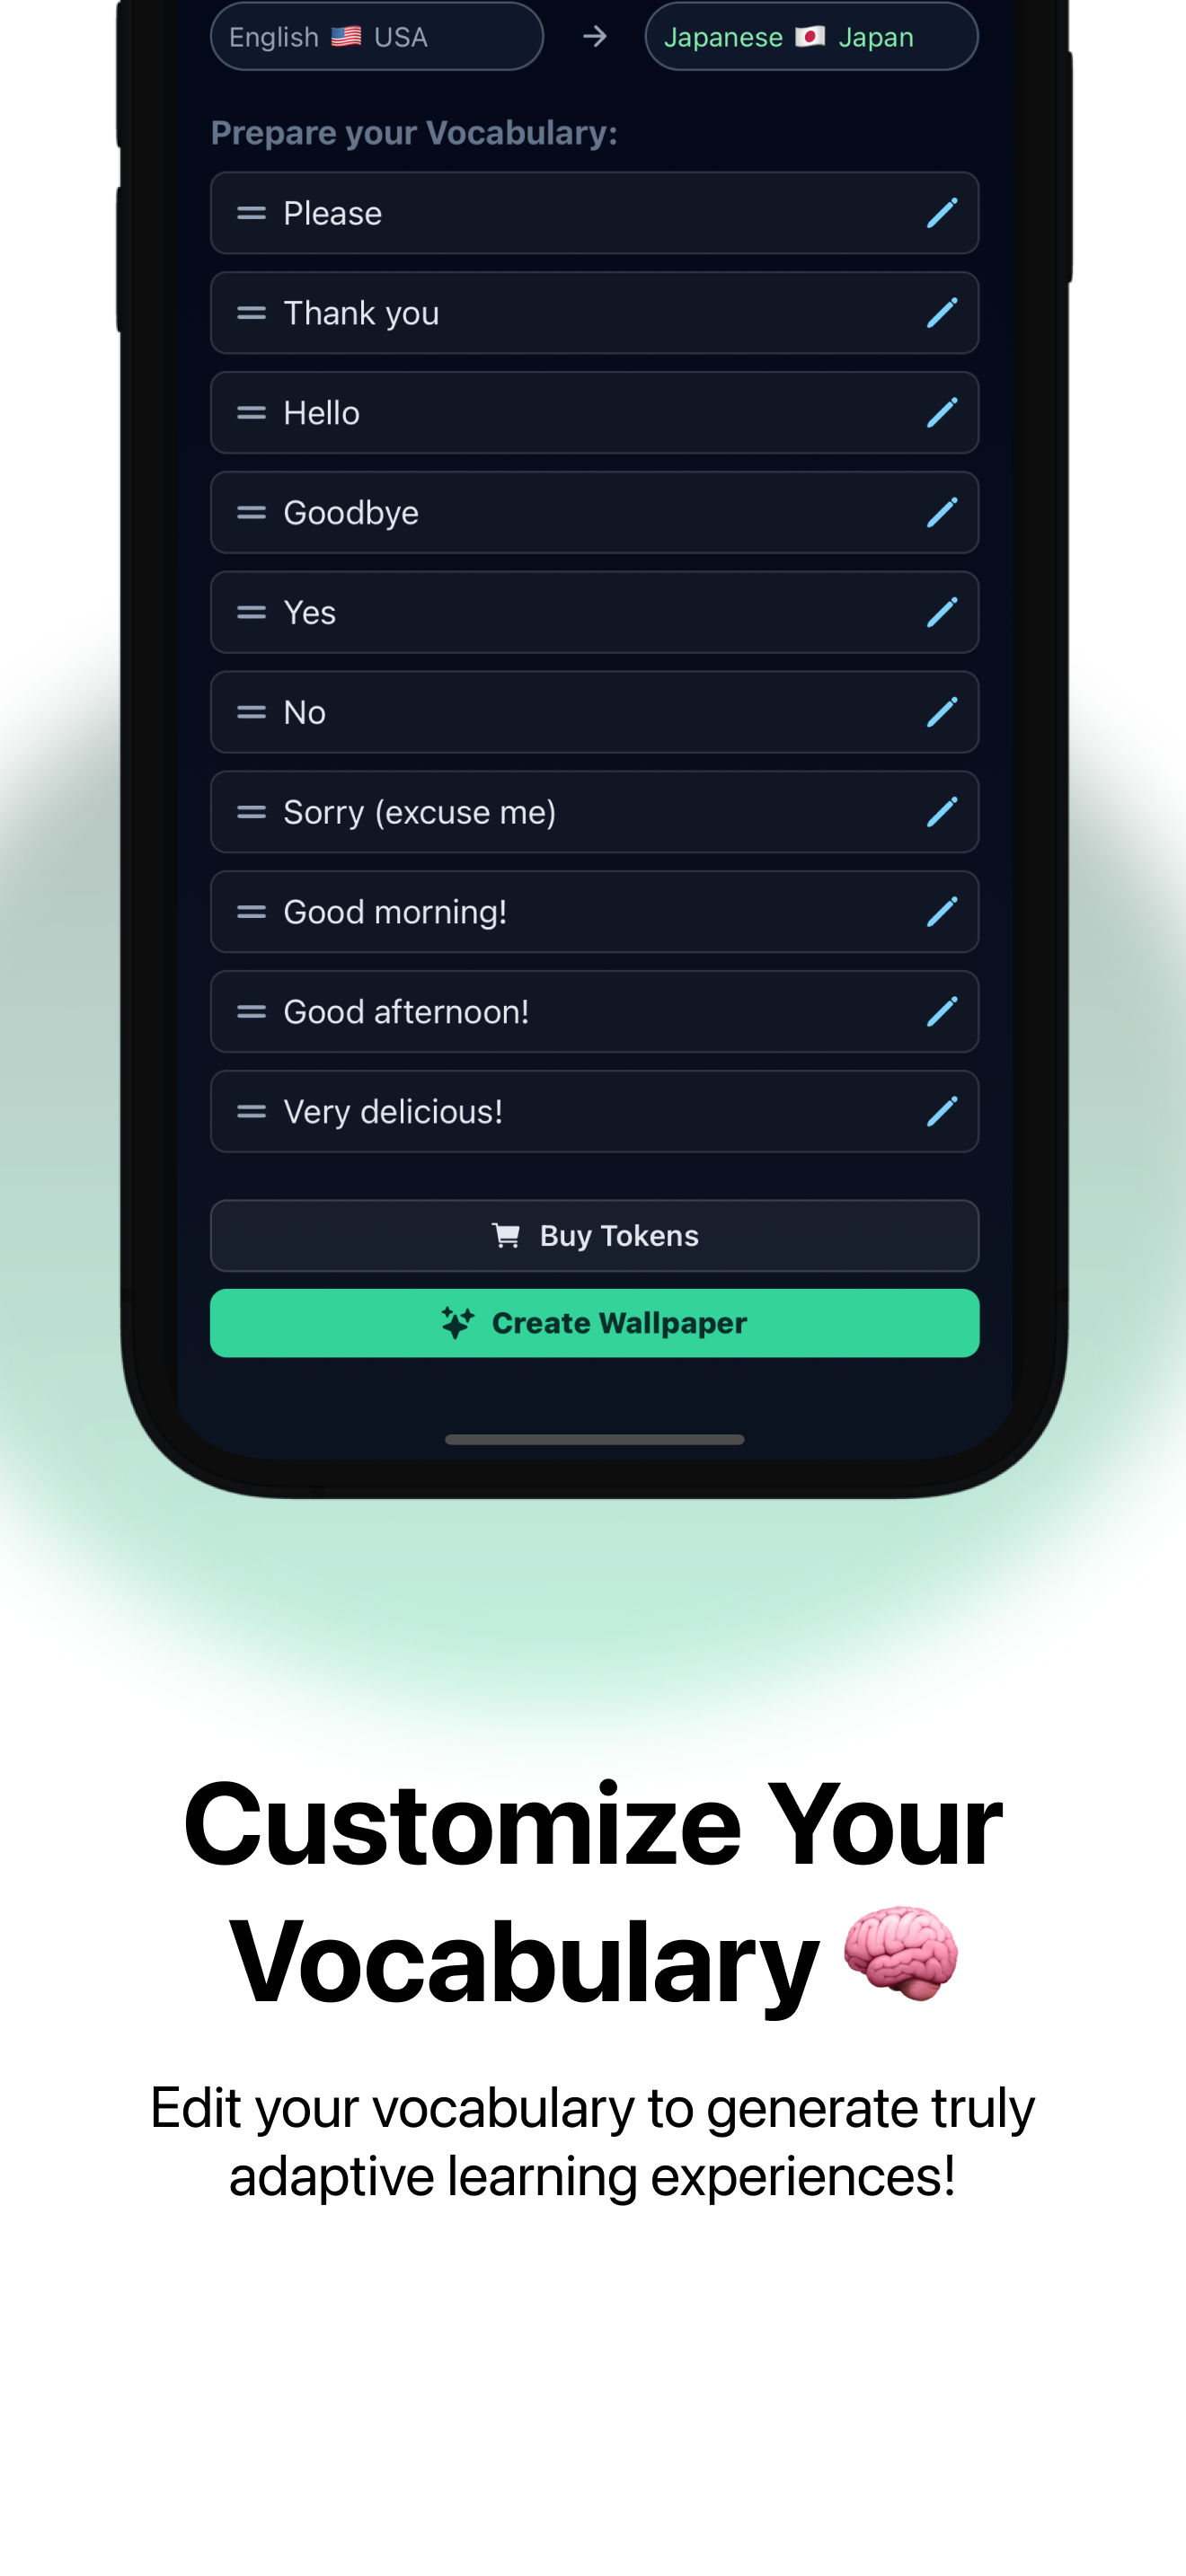 English 🇺🇸 USA → Japanese 🇯🇵 Japan
Prepare your Vocabulary:
Please
Thank you
Hello
Goodbye
Yes
No
Sorry (excuse me)
Good morning!
Good afternoon!
Very delicious!
Buy Tokens
Create Wallpaper
Customize Your
Vocabulary 🧠
Edit your vocabulary to generate truly
adaptive learning experiences!